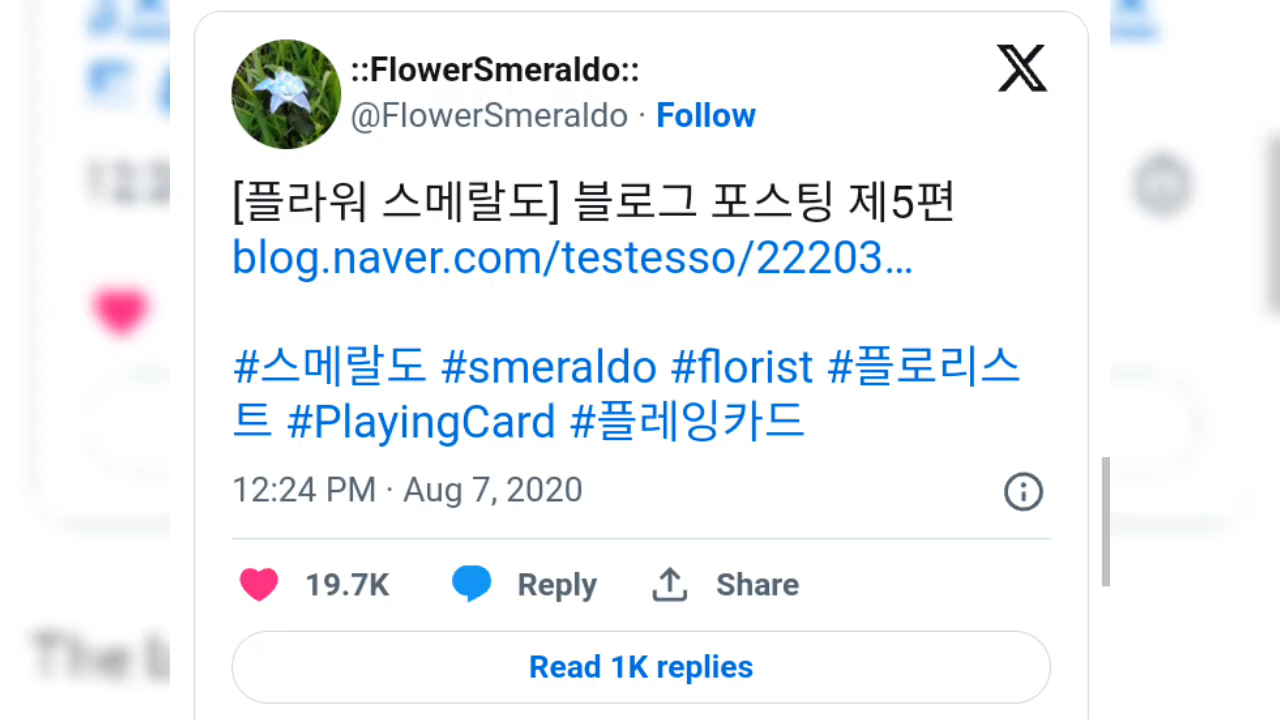 ::FlowerSmeraldo::
@FlowerSmeraldo · Follow
[플라워 스메랄도] 블로그 포스팅 제5편
blog.naver.com/testesso/22203…
#스메랄도 #smeraldo #florist #플로리스
트 #PlayingCard #플레잉카드
12:24 PM · Aug 7, 2020
19.7K Reply Share
Read 1K replies